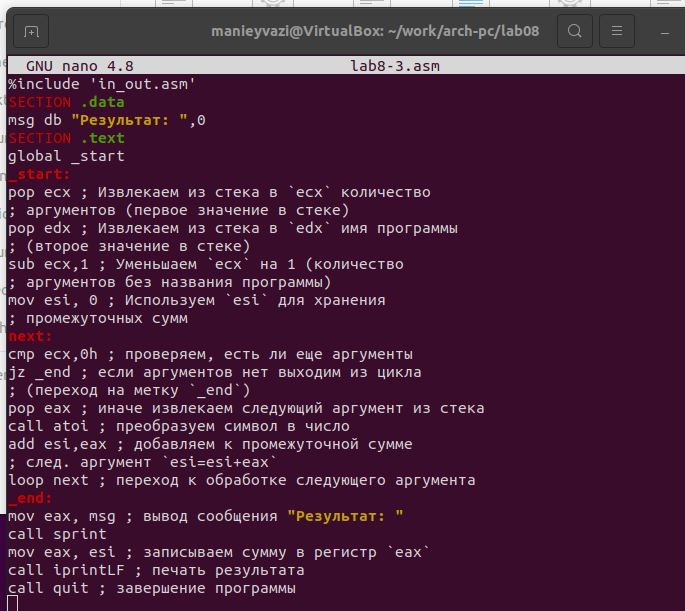 manieyvazi@VirtualBox: ~/work/arch-pc/lab08
GNU nano 4.8 lab8-3.asm
%include 'in_out.asm'
SECTION .data
msg db "Результат: ",0
SECTION .text
global _start
_start:
pop ecx ; Извлекаем из стека в `ecx` количество
; аргументов (первое значение в стеке)
pop edx ; Извлекаем из стека в `edx` имя программы
; (второе значение в стеке)
sub ecx,1 ; Уменьшаем `ecx` на 1 (количество
; аргументов без названия программы)
mov esi, 0 ; Используем `esi` для хранения
; промежуточных сумм
next:
cmp ecx,0h ; проверяем, есть ли еще аргументы
jz _end ; если аргументов нет выходим из цикла
; (переход на метку `_end`)
pop eax ; иначе извлекаем следующий аргумент из стека
call atoi ; преобразуем символ в число
add esi,eax ; добавляем к промежуточной сумме
; след. аргумент `esi=esi+eax`
loop next ; переход к обработке следующего аргумента
_end:
mov eax, msg ; вывод сообщения "Результат: "
call sprint
mov eax, esi ; записываем сумму в регистр `eax`
call iprintLF ; печать результата
call quit ; завершение программы